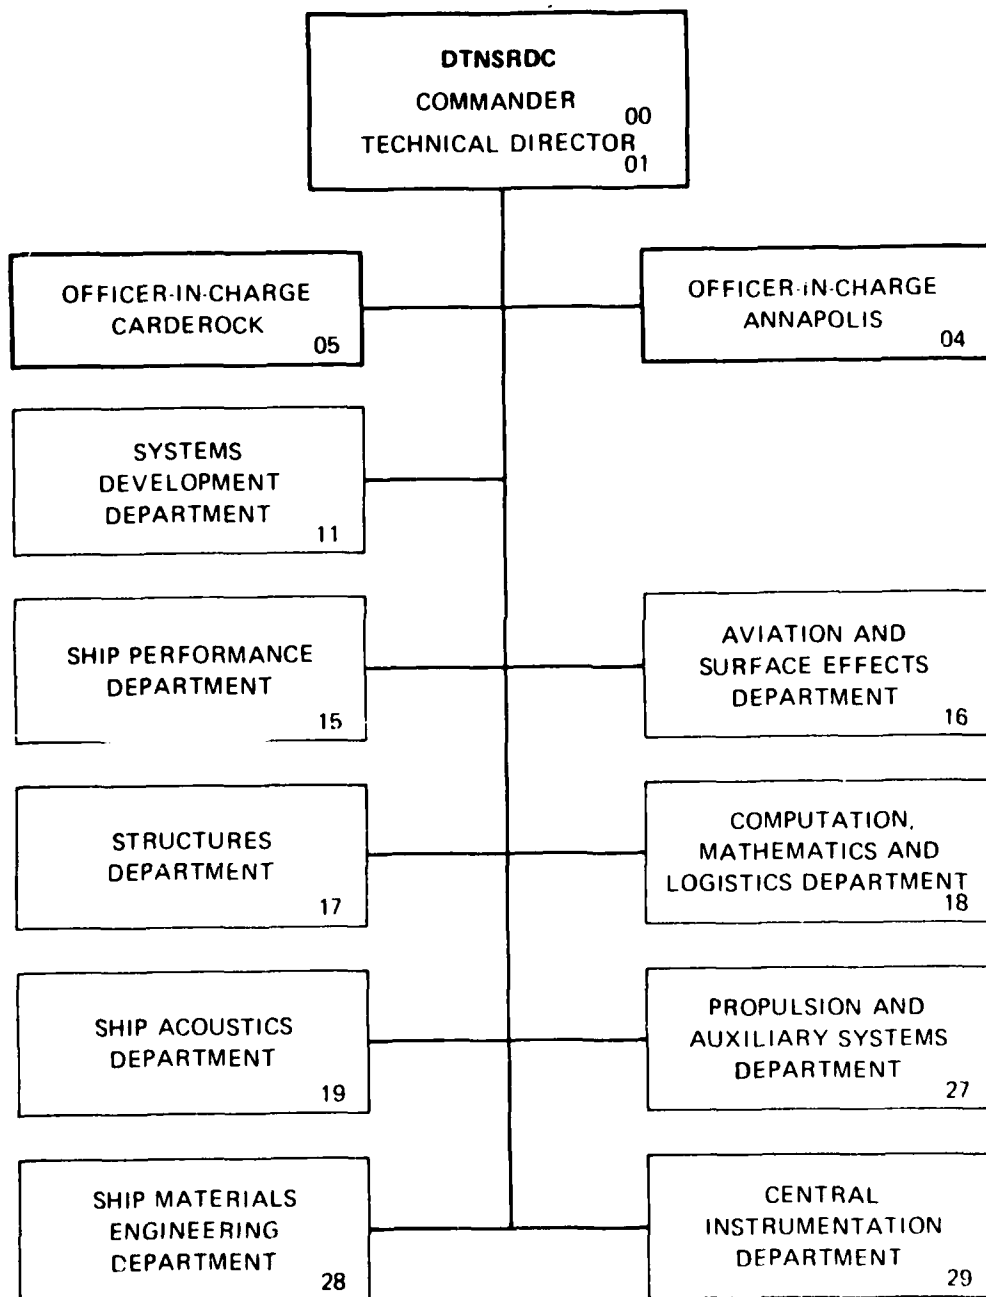 DTNSRDC
COMMANDER
00
TECHNICAL DIRECTOR
01
OFFICER-IN-CHARGE
CARDEROCK
05
OFFICER-IN-CHARGE
ANNAPOLIS
04
SYSTEMS
DEVELOPMENT
DEPARTMENT
11
SHIP PERFORMANCE
DEPARTMENT
15
AVIATION AND
SURFACE EFFECTS
DEPARTMENT
16
STRUCTURES
DEPARTMENT
17
COMPUTATION,
MATHEMATICS AND
LOGISTICS DEPARTMENT
18
SHIP ACOUSTICS
DEPARTMENT
19
PROPULSION AND
AUXILIARY SYSTEMS
DEPARTMENT
27
SHIP MATERIALS
ENGINEERING
DEPARTMENT
28
CENTRAL
INSTRUMENTATION
DEPARTMENT
29